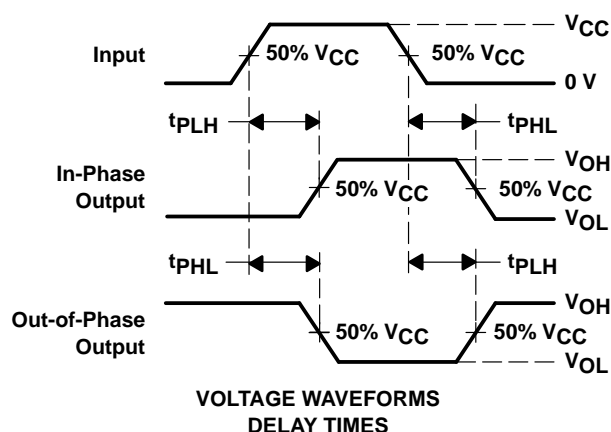 VCC
Input
50% VCC
50% VCC
0 V
tPLH
tPHL
In-Phase
Output
50% VCC
VOH
50% VCC
VOL
tPHL
tPLH
Out-of-Phase
Output
50% VCC
VOH
50% VCC
VOL
VOLTAGE WAVEFORMS
DELAY TIMES